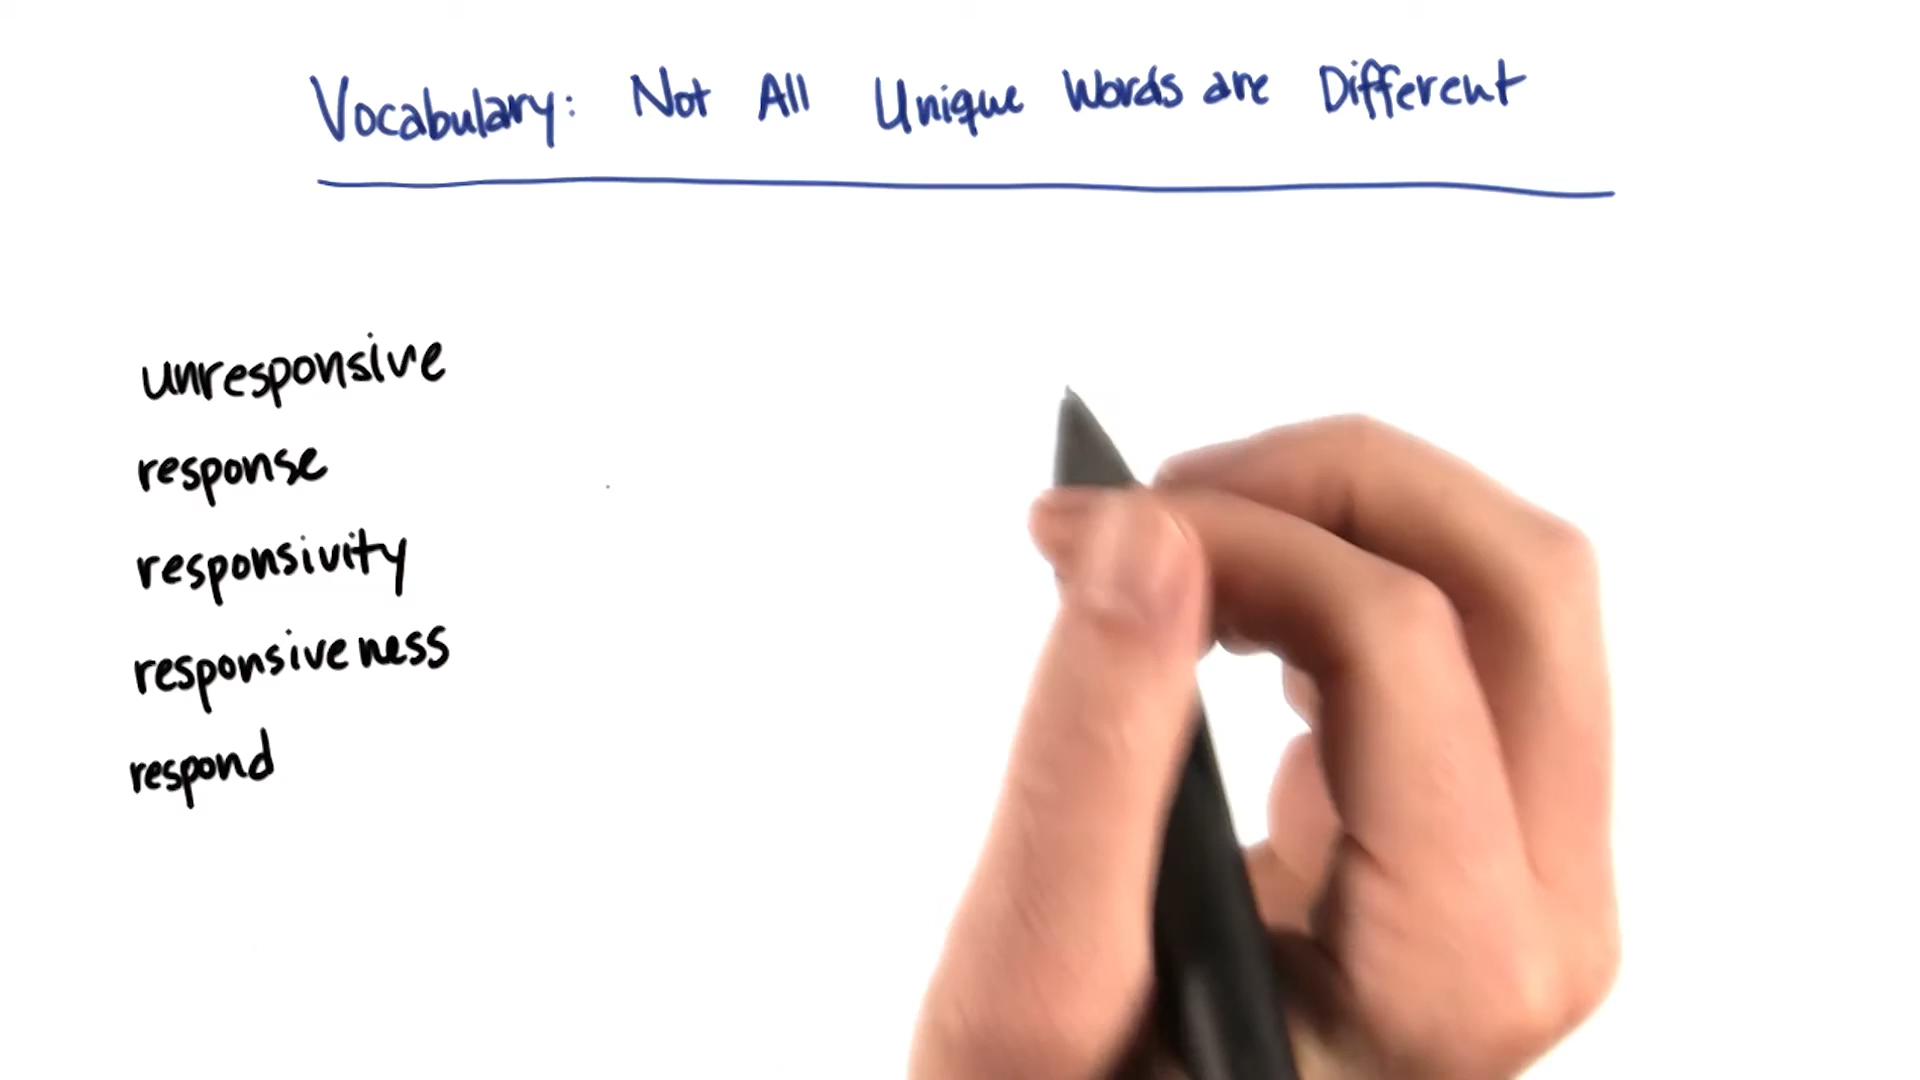 Vocabulary: Not All Unique Words are Different
unresponsive
response
responsivity
responsiveness
respond